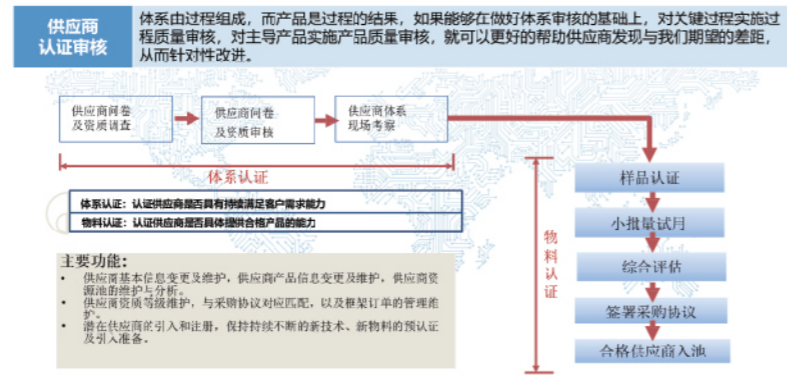 供应商
认证审核
体系由过程组成，而产品是过程的结果，如果能够在做好体系审核的基础上，对关键过程实施过
程质量审核，对主导产品实施产品质量审核，就可以更好的帮助供应商发现与我们期望的差距，
从而针对性改进。
供应商问卷
及资质调查
供应商问卷
及资质审核
供应商体系
现场考察
体系认证
体系认证：认证供应商是否具有持续满足客户需求能力
物料认证：认证供应商是否具体提供合格产品的能力
主要功能：
• 供应商基本信息变更及维护，供应商产品信息变更及维护，供应商资
源池的维护与分析。
• 供应商资质等级维护，与采购协议对应匹配，以及框架订单的管理维
护。
• 潜在供应商的引入和注册，保持持续不断的新技术、新物料的预认证
及引入准备。
物料认证
样品认证
小批量试用
综合评估
签署采购协议
合格供应商入池